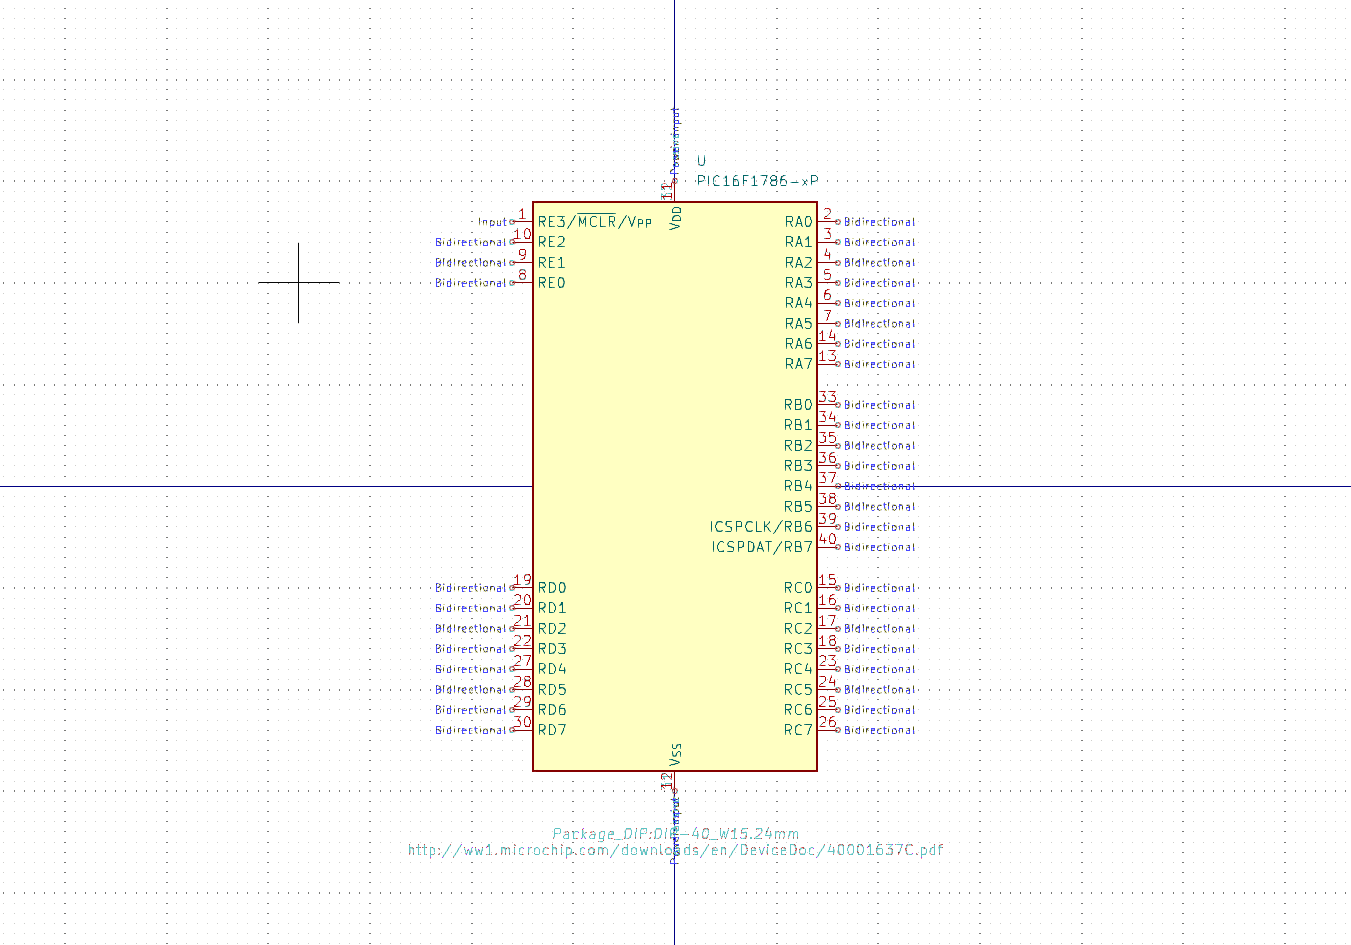 Power input
U
PIC16F1786-xP
11
VDD
Input 1 RE3/MCLR/VPP RA0 2 Bidirectional
Bidirectional 10 RE2 RA1 3 Bidirectional
Bidirectional 9 RE1 RA2 4 Bidirectional
Bidirectional 8 RE0 RA3 5 Bidirectional
RA4 6 Bidirectional
RA5 7 Bidirectional
RA6 14 Bidirectional
RA7 13 Bidirectional
RB0 33 Bidirectional
RB1 34 Bidirectional
RB2 35 Bidirectional
RB3 36 Bidirectional
RB4 37 Bidirectional
RB5 38 Bidirectional
ICSPCLK/RB6 39 Bidirectional
ICSPDAT/RB7 40 Bidirectional
Bidirectional 19 RD0 RC0 15 Bidirectional
Bidirectional 20 RD1 RC1 16 Bidirectional
Bidirectional 21 RD2 RC2 17 Bidirectional
Bidirectional 22 RD3 RC3 18 Bidirectional
Bidirectional 27 RD4 RC4 23 Bidirectional
Bidirectional 28 RD5 RC5 24 Bidirectional
Bidirectional 29 RD6 RC6 25 Bidirectional
Bidirectional 30 RD7 RC7 26 Bidirectional
VSS
12
Package_DIP:DIP-40_W15.24mm
http://ww1.microchip.com/downloads/en/DeviceDoc/40001637C.pdf